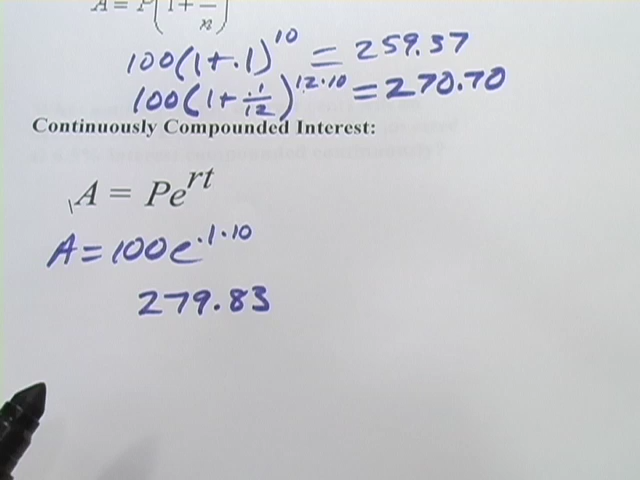 A = P(1+ /n)
100(1+.1)^10 = 259.37
100(1+.1/12)^12·10 = 270.70
Continuously Compounded Interest:
A = Pe^rt
A = 100e^.1·10
279.83